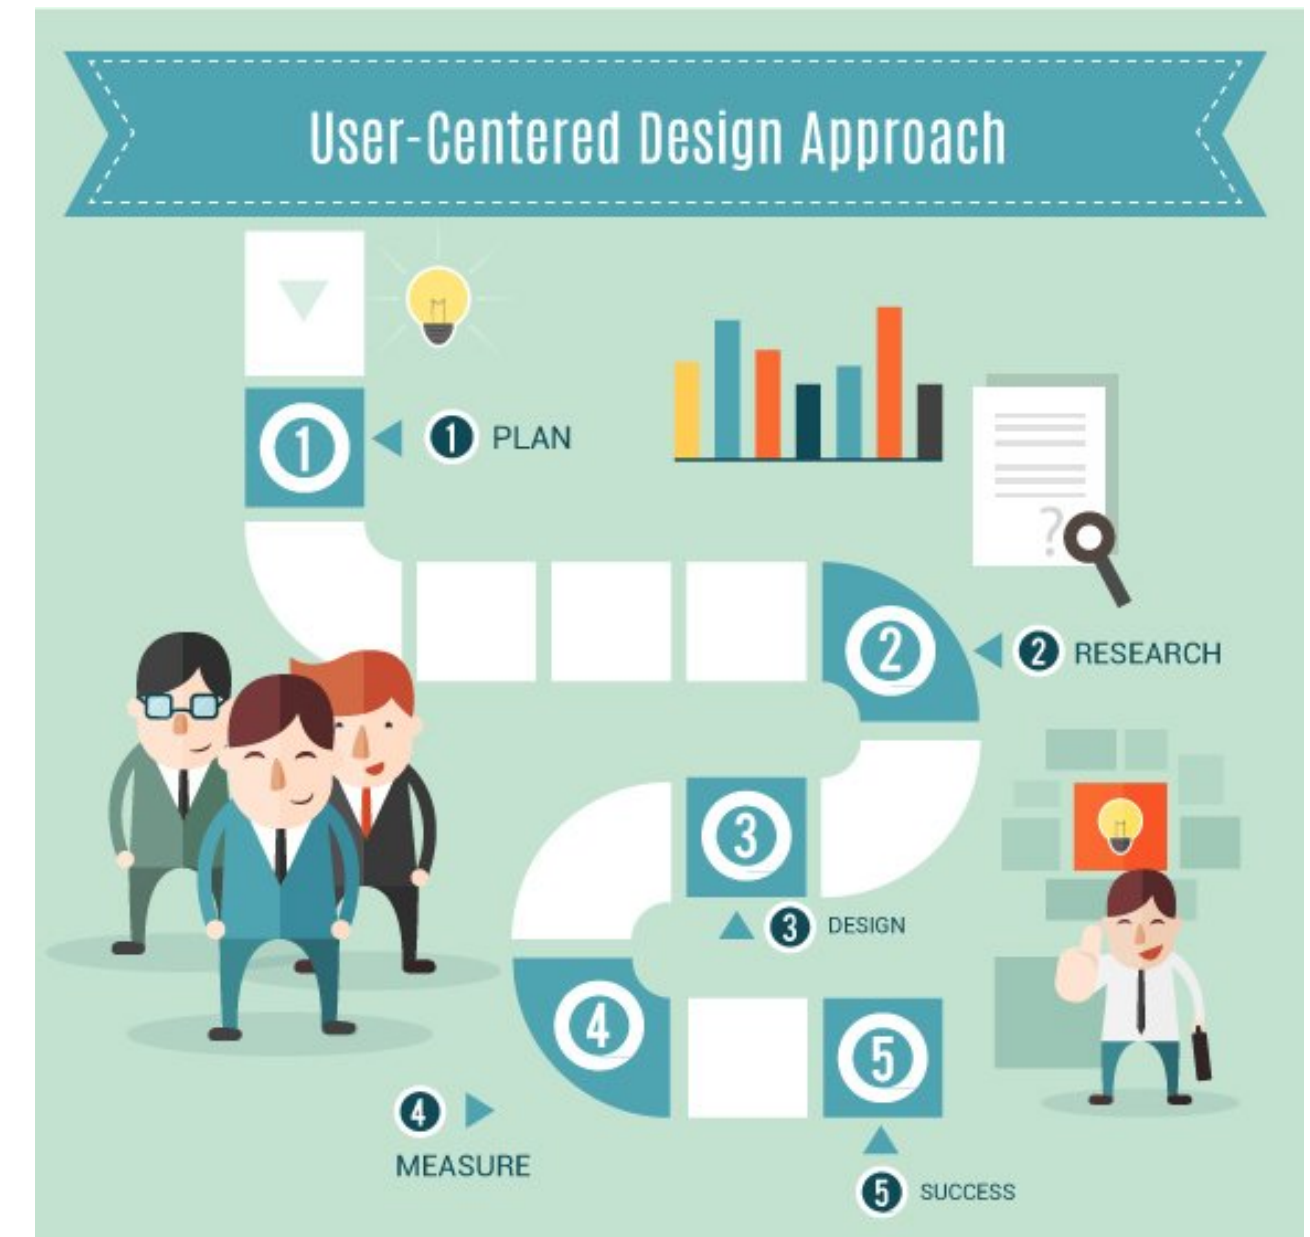 User-Centered Design Approach
1
1 PLAN
2
2 RESEARCH
?
3
3 DESIGN
4
5
4
MEASURE
5 SUCCESS